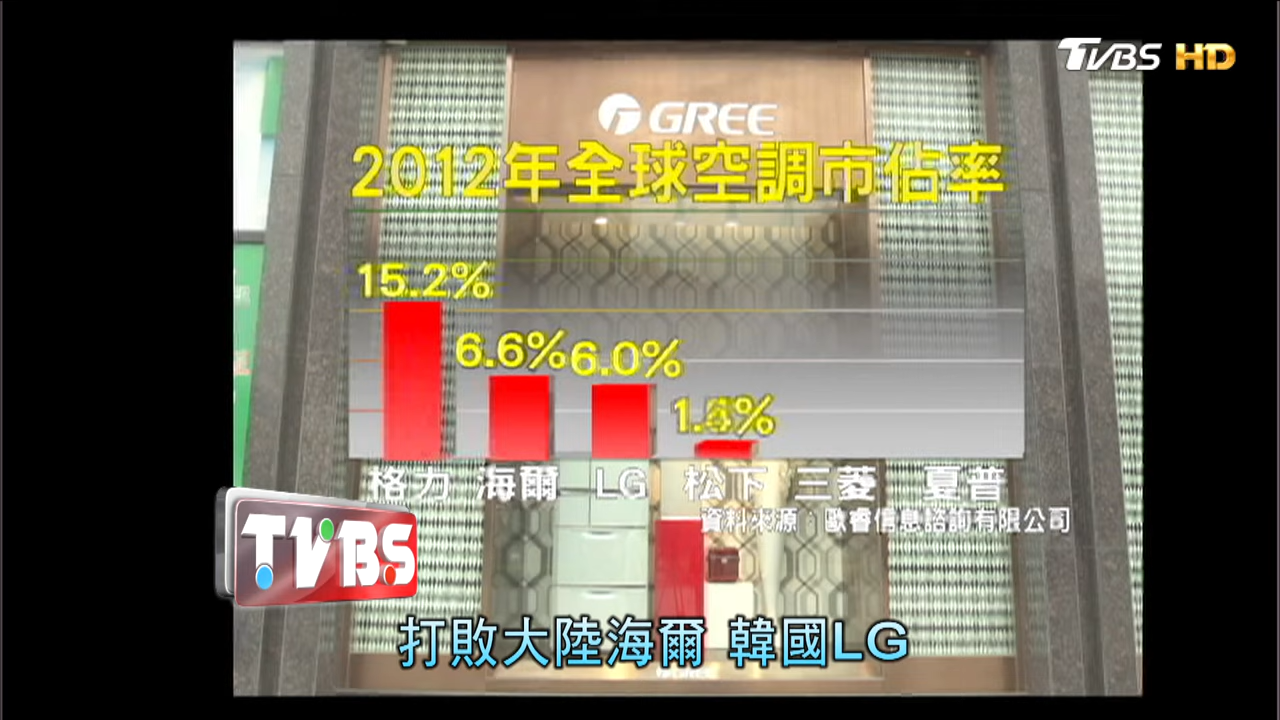 TVBS HD
GREE
2012年全球空調市佔率
15.2%
6.6%
6.0%
格力 海爾 LG 松下 三菱 夏普
資料來源：歐睿信息諮詢有限公司
TVBS
打敗大陸海爾 韓國LG